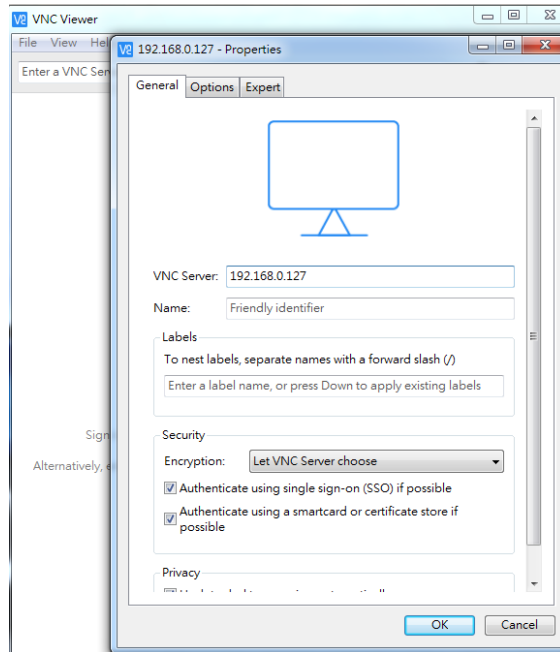 VNC Viewer
File View Hel
192.168.0.127 - Properties
Enter a VNC Ser
General Options Expert
VNC Server: 192.168.0.127
Name: Friendly identifier
Labels
To nest labels, separate names with a forward slash (/)
Enter a label name, or press Down to apply existing labels
Sign
Security
Encryption: Let VNC Server choose
Alternatively, e
Authenticate using single sign-on (SSO) if possible
Authenticate using a smartcard or certificate store if
possible
Privacy
OK Cancel